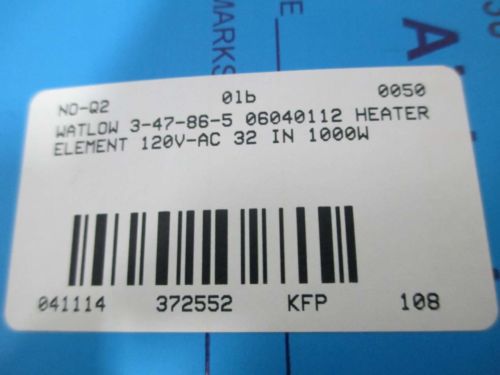 MARKS
NO-Q2 01b 0050
WATLOW 3-47-86-5 06040112 HEATER
ELEMENT 120V-AC 32 IN 1000W
041114 372552 KFP 108